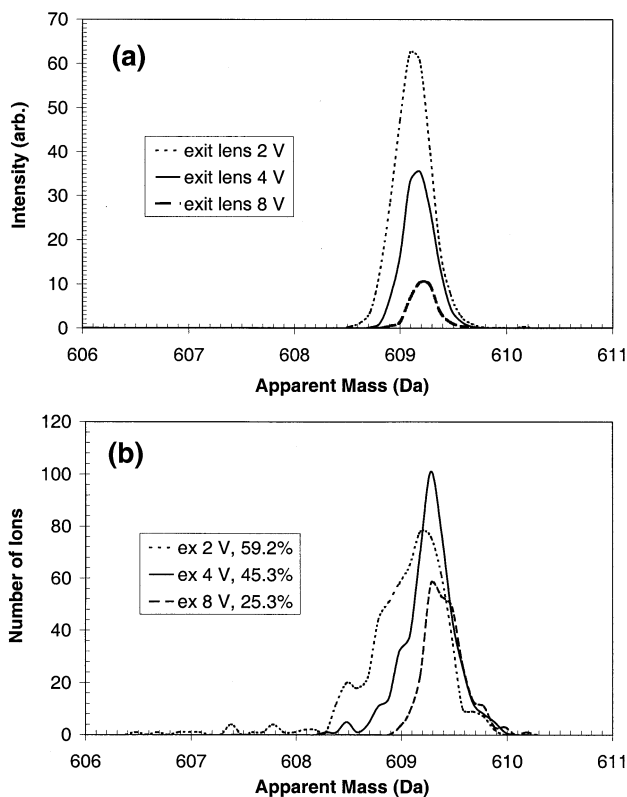 70
60
50
40
30
20
10
0
Intensity (arb.)
(a)
exit lens 2 V
exit lens 4 V
exit lens 8 V
606 607 608 609 610 611
Apparent Mass (Da)
120
100
80
60
40
20
0
Number of Ions
(b)
ex 2 V, 59.2%
ex 4 V, 45.3%
ex 8 V, 25.3%
606 607 608 609 610 611
Apparent Mass (Da)